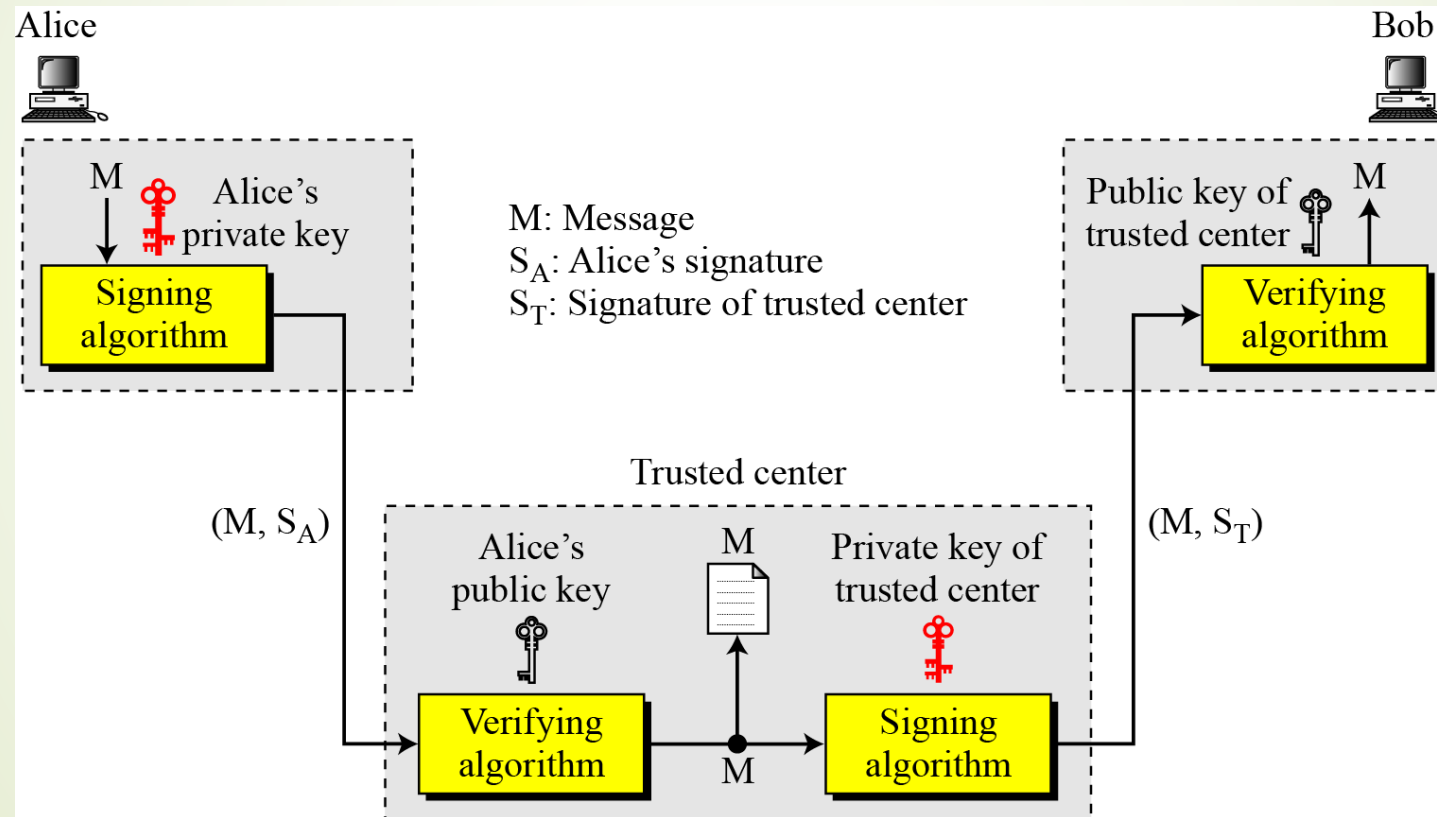 Alice
Bob
M
Alice’s
private key
Signing
algorithm
M: Message
S_A: Alice’s signature
S_T: Signature of trusted center
Public key of
trusted center
M
Verifying
algorithm
(M, S_A)
Trusted center
(M, S_T)
Alice’s
public key
M
Private key of
trusted center
Verifying
algorithm
M
Signing
algorithm